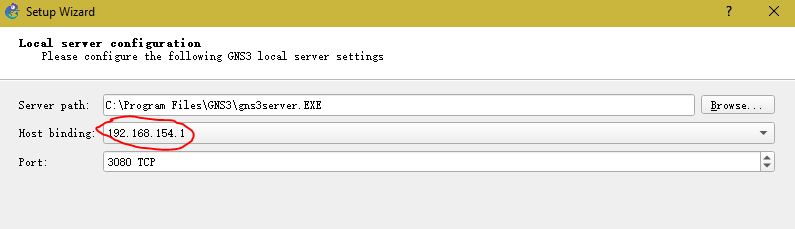 Setup Wizard
Local server configuration
Please configure the following GNS3 local server settings
Server path: C:\Program Files\GNS3\gns3server.EXE Browse...
Host binding: 192.168.154.1
Port: 3080 TCP